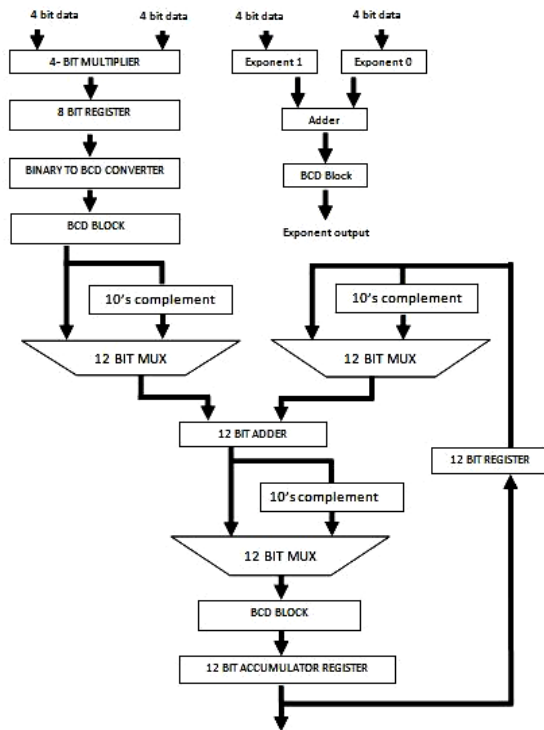 4 bit data 4 bit data 4 bit data 4 bit data
4- BIT MULTIPLIER Exponent 1 Exponent 0
8 BIT REGISTER Adder
BINARY TO BCD CONVERTER BCD Block
BCD BLOCK
Exponent output
10's complement 10's complement
12 BIT MUX 12 BIT MUX
12 BIT ADDER
12 BIT REGISTER
10's complement
12 BIT MUX
BCD BLOCK
12 BIT ACCUMULATOR REGISTER